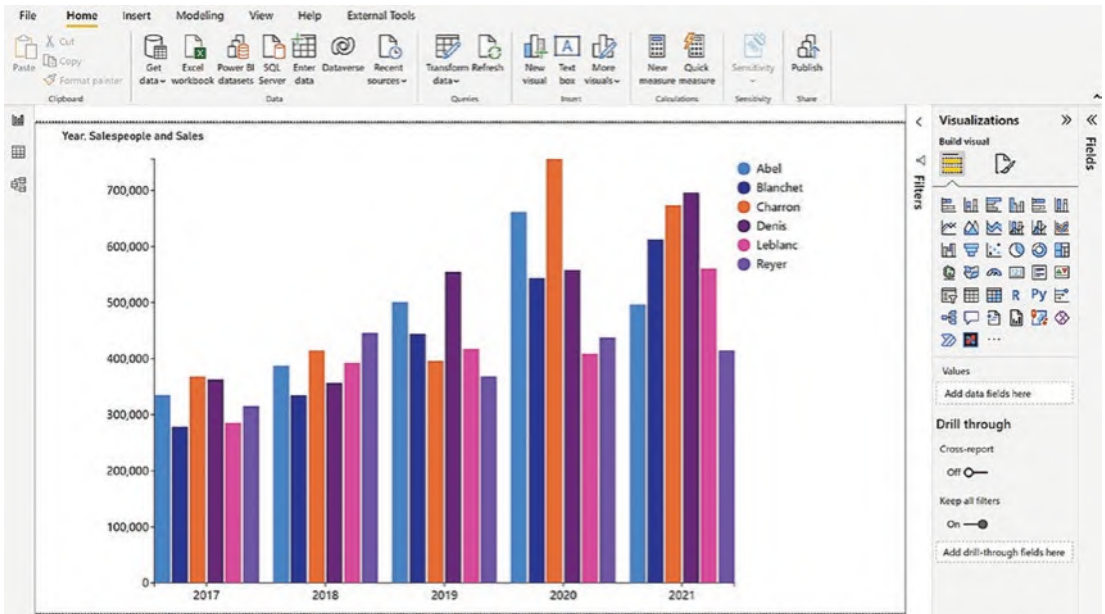 File Home Insert Modeling View Help External Tools
Paste
Cut
Copy
Format painter
Clipboard
Get data
Excel workbook
Power BI datasets
SQL Server
Enter data
Dataverse
Recent sources
Data
Transform data
Refresh
Queries
New visual
Text box
More visuals
Insert
New measure
Quick measure
Calculations
Sensitivity
Sensitivity
Publish
Share
Year, Salespeople and Sales
700,000
600,000
500,000
400,000
300,000
200,000
100,000
0
2017 2018 2019 2020 2021
Abel
Blanchet
Charron
Denis
Leblanc
Reyer
Filters
Visualizations
Build visual
R Py
123
Values
Add data fields here
Drill through
Cross-report
Off
Keep all filters
On
Add drill-through fields here
Fields